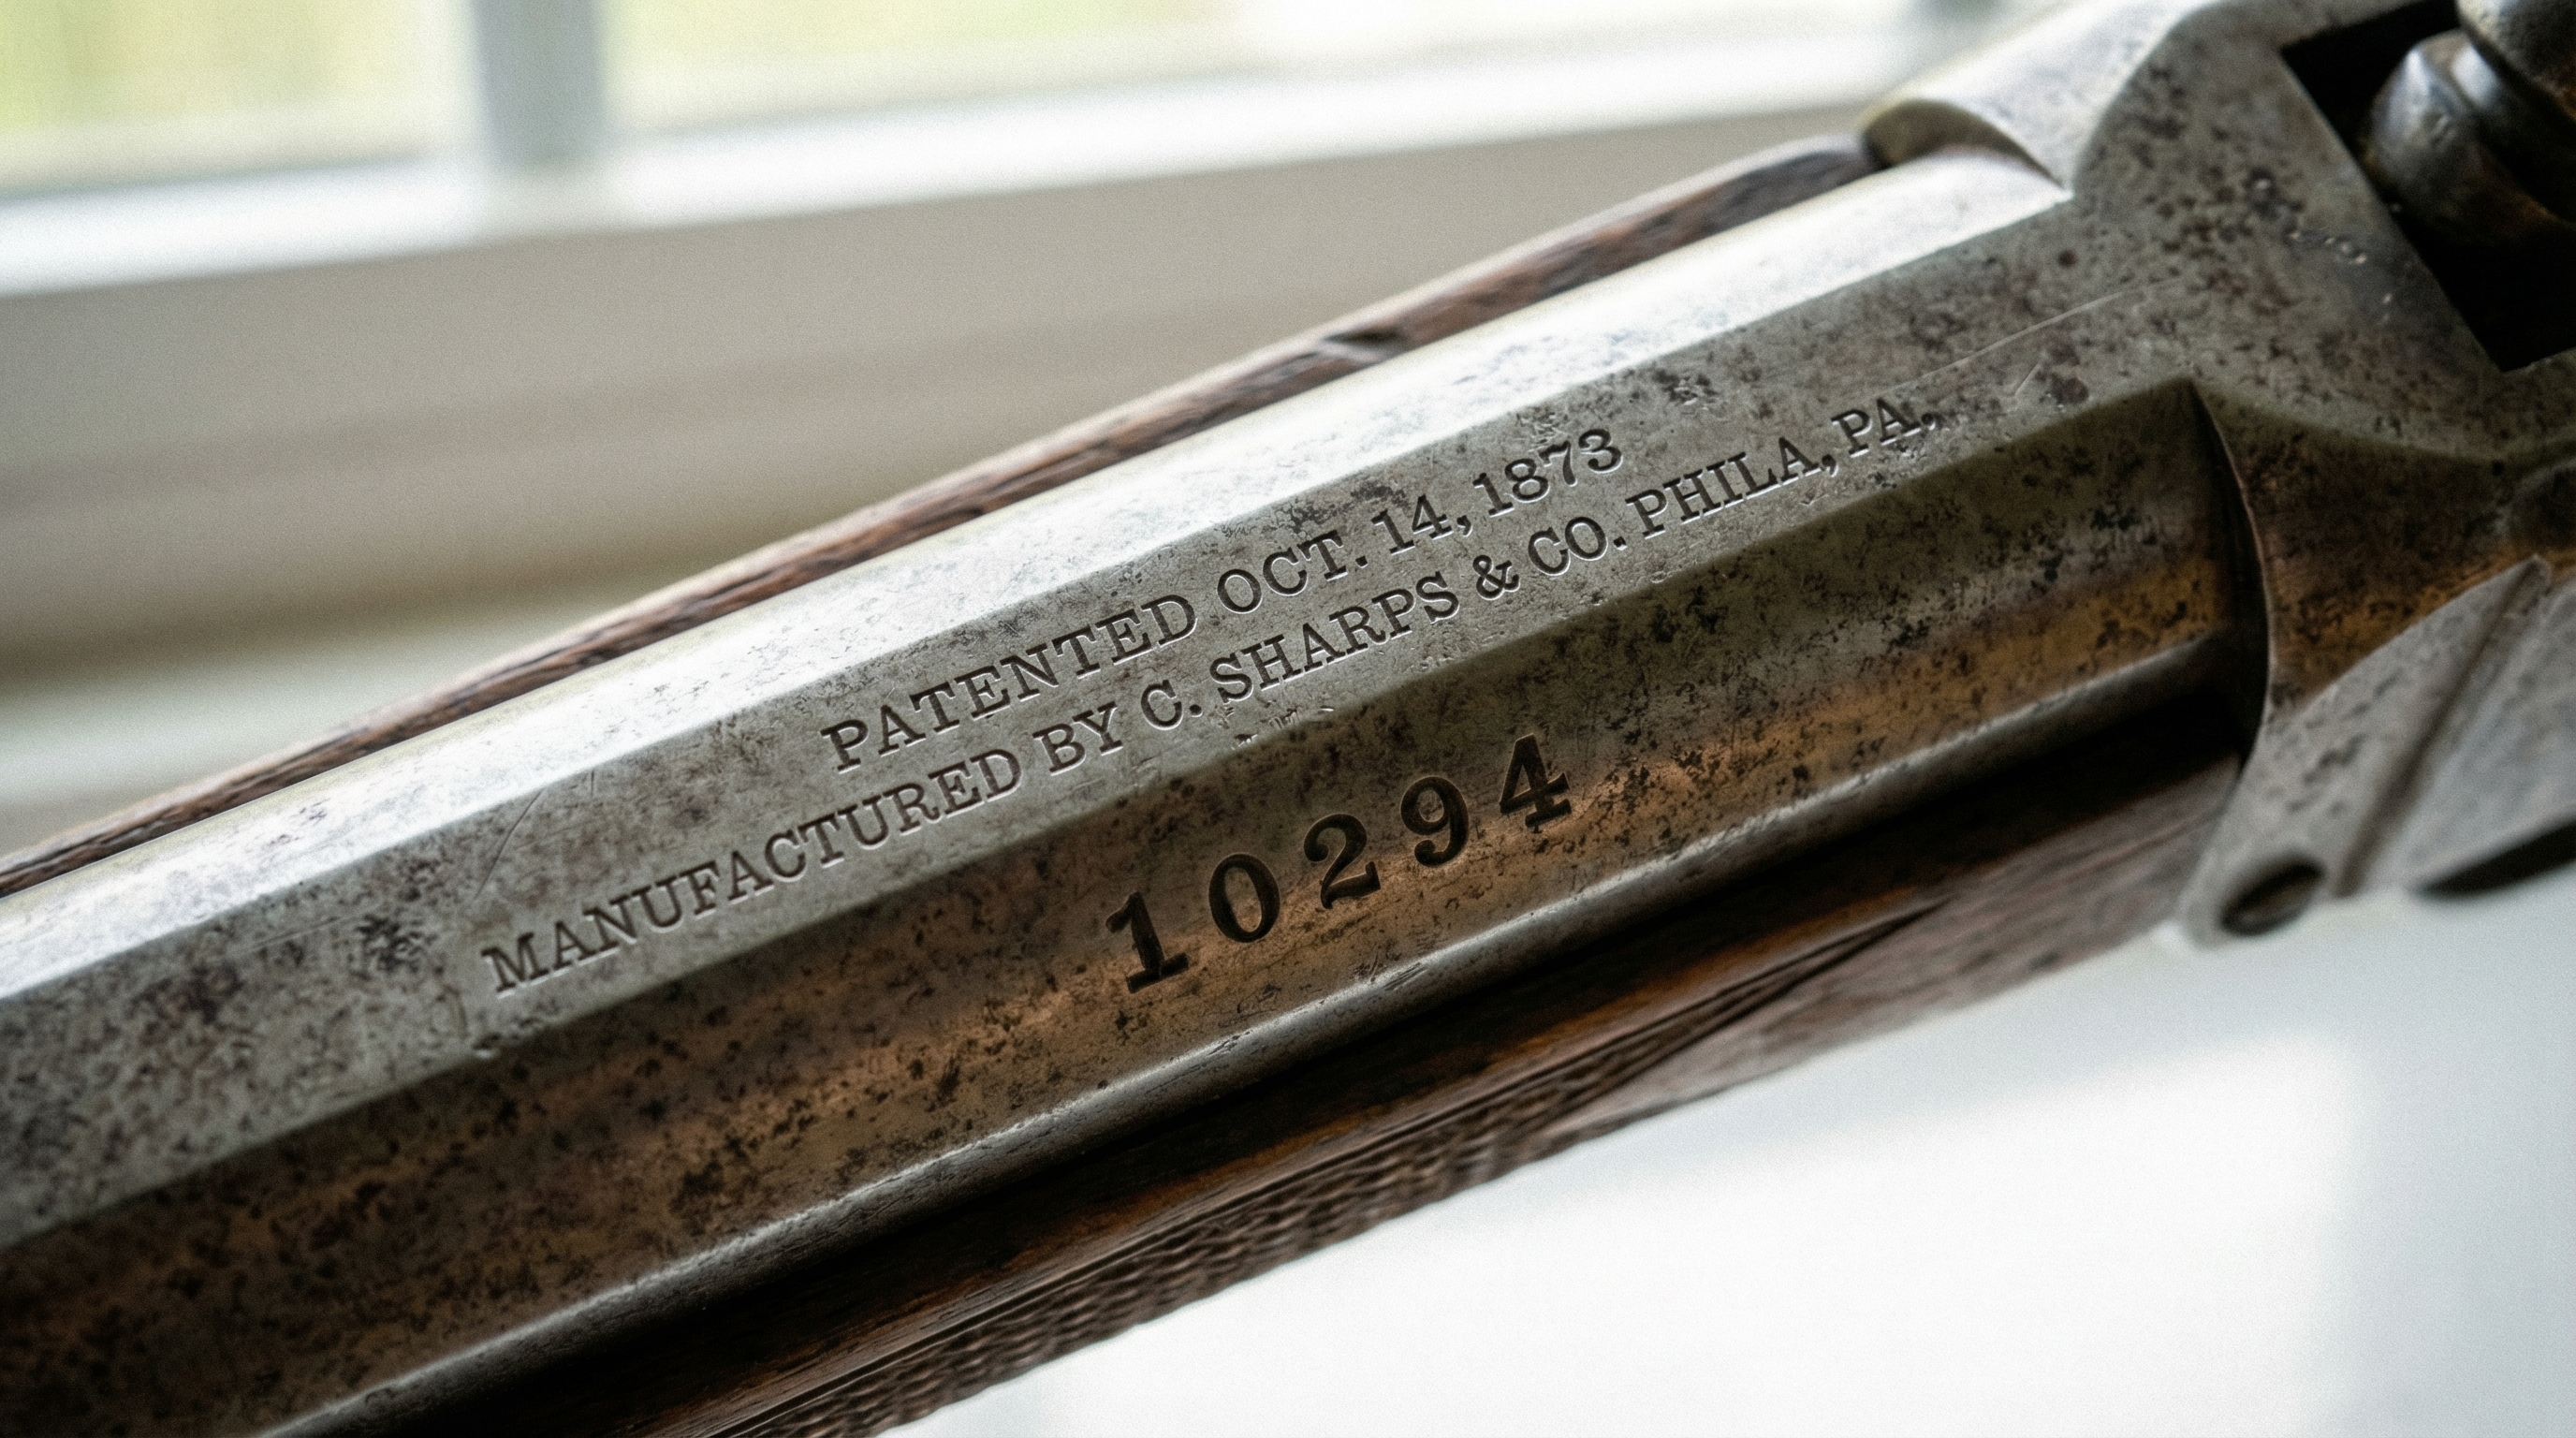 PATENTED OCT. 14, 1873
MANUFACTURED BY C. SHARPS & CO. PHILA, PA.
10294